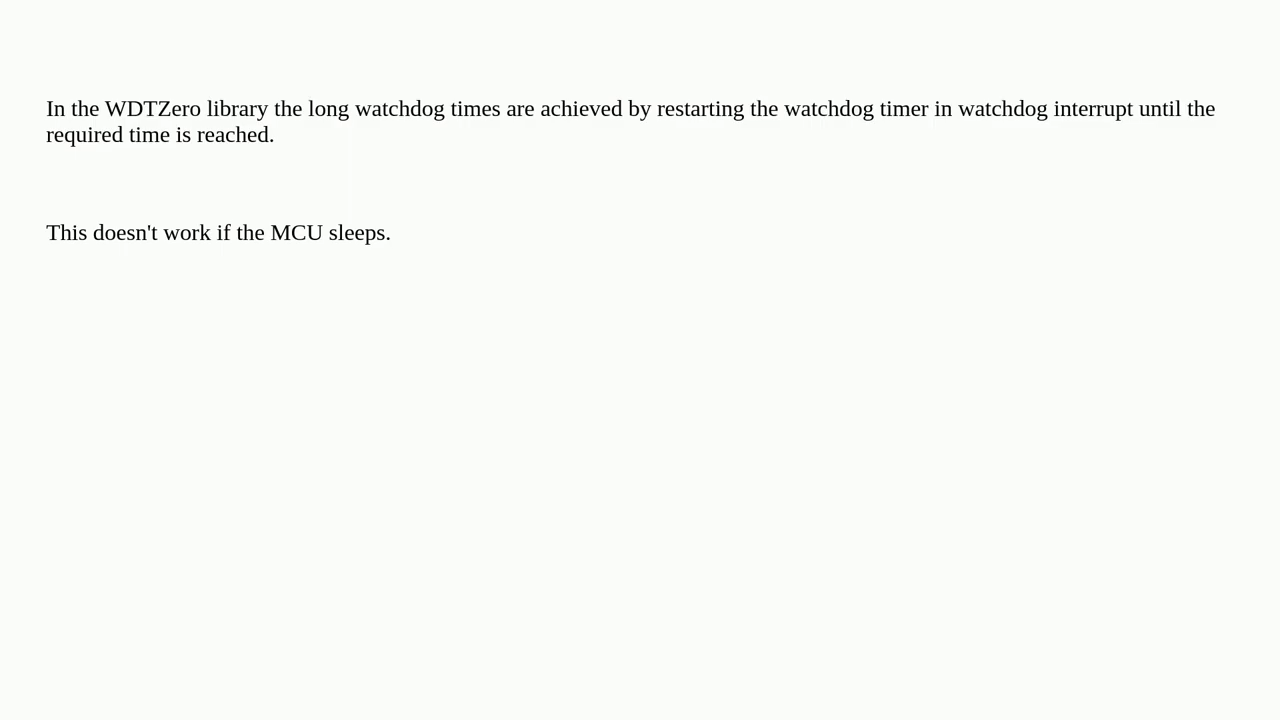 In the WDTZero library the long watchdog times are achieved by restarting the watchdog timer in watchdog interrupt until the
required time is reached.
This doesn't work if the MCU sleeps.